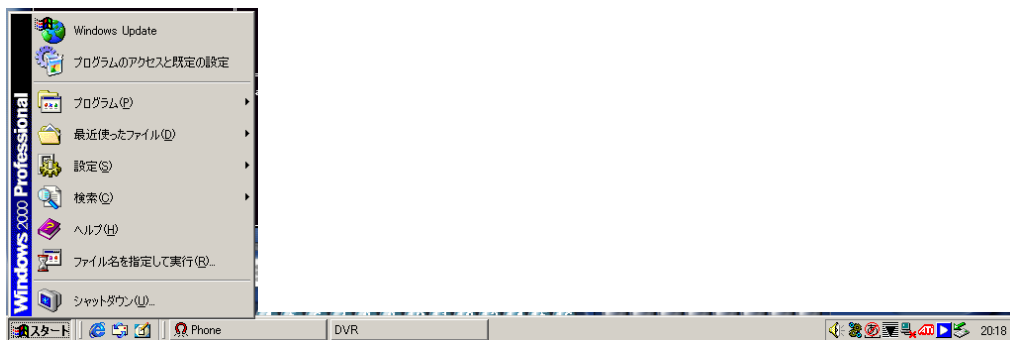 Windows Update
プログラムのアクセスと既定の設定
プログラム(P)
最近使ったファイル(D)
設定(S)
検索(C)
ヘルプ(H)
ファイル名を指定して実行(R)...
シャットダウン(U)...
Windows 2000 Professional
スタート
Phone
DVR
20:18